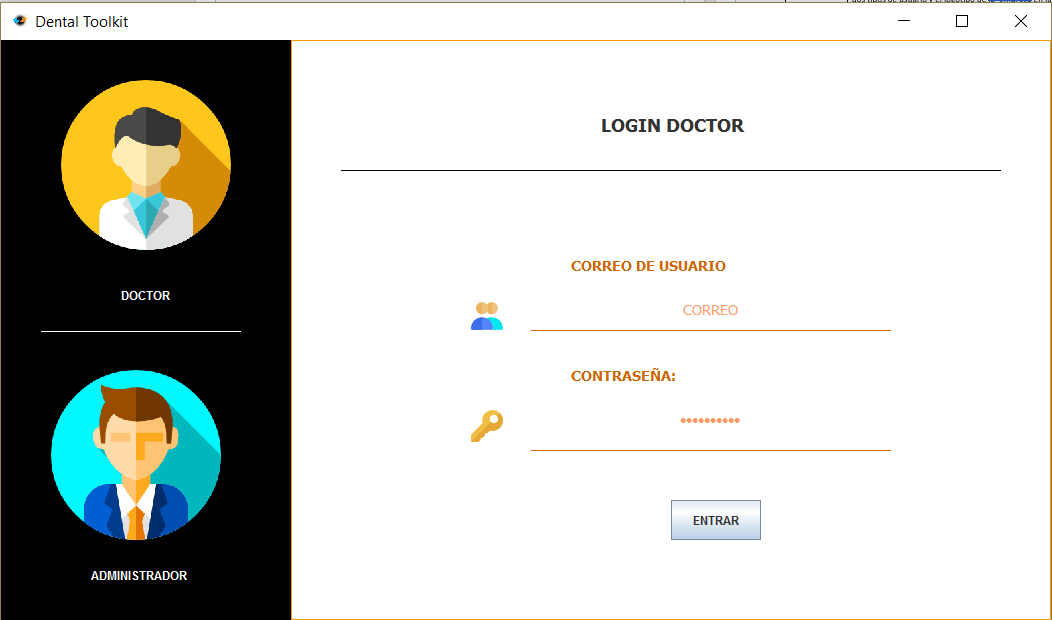 Dental Toolkit
DOCTOR
ADMINISTRADOR
LOGIN DOCTOR
CORREO DE USUARIO
CORREO
CONTRASEÑA:
••••••••••
ENTRAR